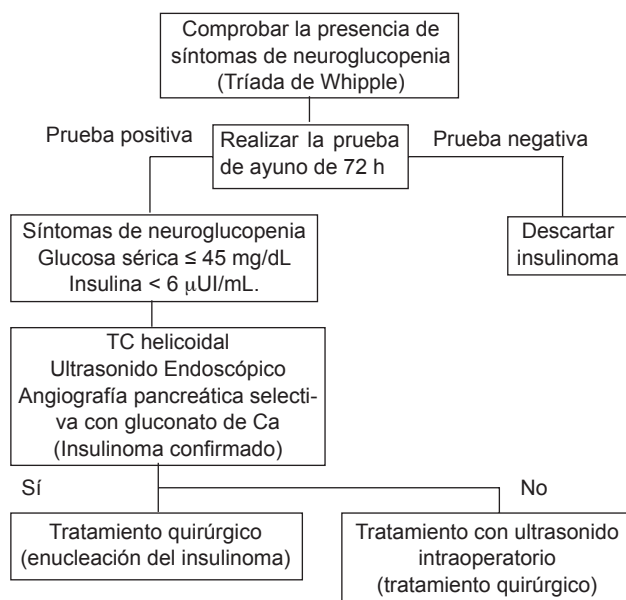 Comprobar la presencia de
síntomas de neuroglucopenia
(Tríada de Whipple)
Prueba positiva
Realizar la prueba
de ayuno de 72 h
Prueba negativa
Síntomas de neuroglucopenia
Glucosa sérica ≤ 45 mg/dL
Insulina < 6 μUI/mL.
Descartar
insulinoma
TC helicoidal
Ultrasonido Endoscópico
Angiografía pancreática selecti-
va con gluconato de Ca
(Insulinoma confirmado)
Sí
No
Tratamiento quirúrgico
(enucleación del insulinoma)
Tratamiento con ultrasonido
intraoperatorio
(tratamiento quirúrgico)